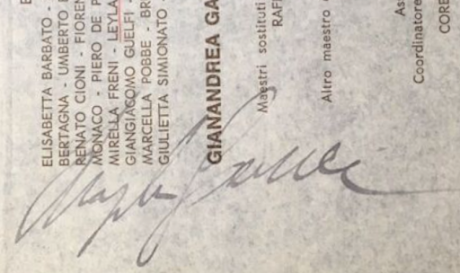 ELISABETTA BARBATO -
BERTAGNA - UMBERTO
RENATO CIONI - FIOREN
MONACO - PIERO DE P
MIRELLA FRENI - LEYLA
GIANGIACOMO GUELFI -
MARCELLA POBBE - BR
GIULIETTA SIMIONATO -
GIANANDREA GA
Maestri sostituti
RAF
Altro maestro
As
Coordinatore
CORE